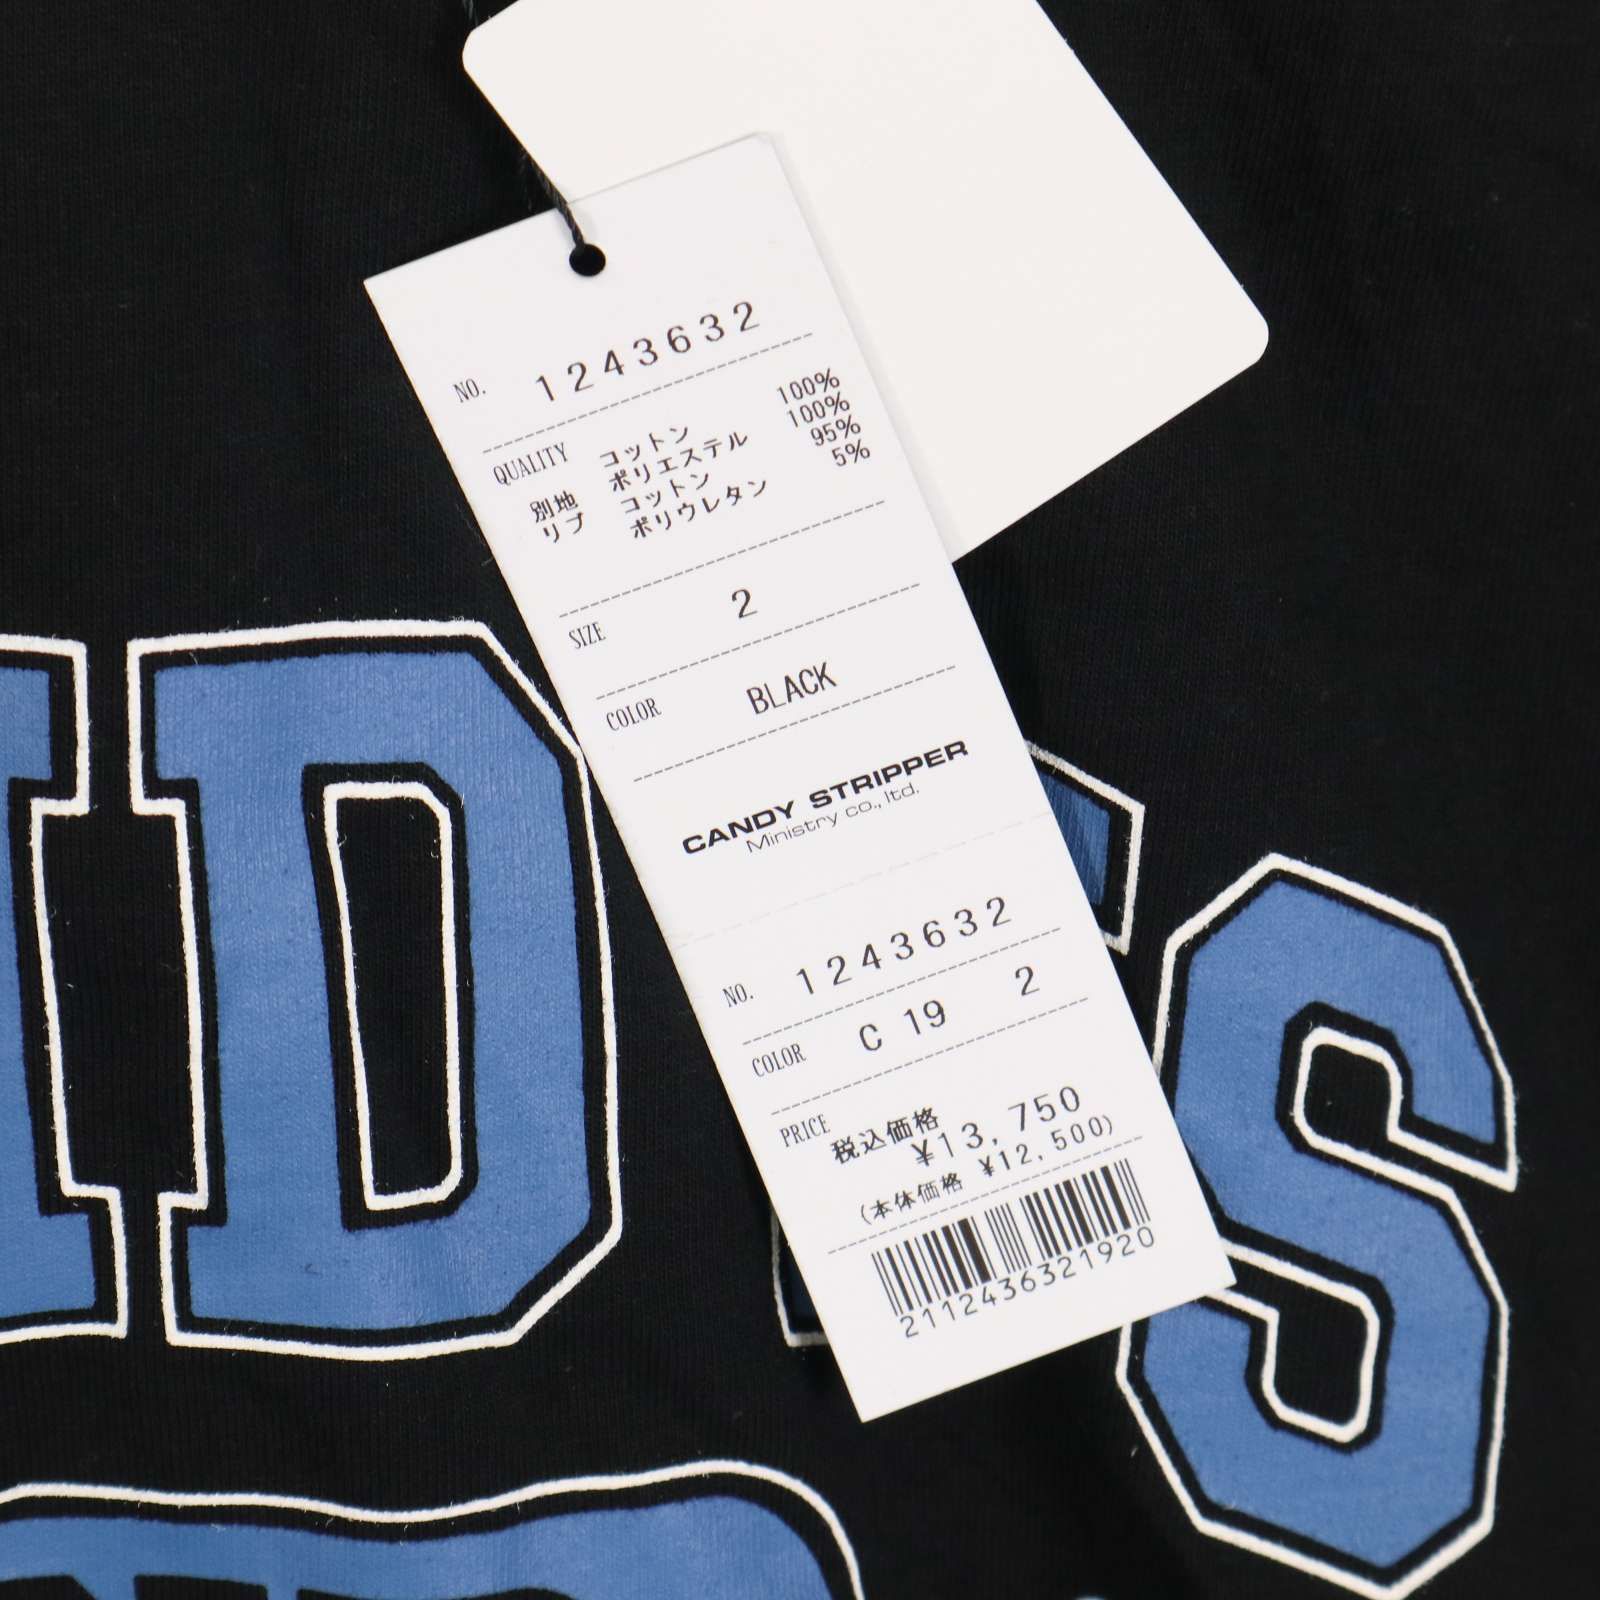 NO. 1243632
QUALITY コットン 100%
別地 ポリエステル 100%
リブ コットン 95%
ポリウレタン 5%
SIZE 2
COLOR BLACK
CANDY STRIPPER
Ministry co., ltd.
NO. 1243632
COLOR C 19 2
PRICE 税込価格
¥13,750
(本体価格 ¥12,500)
2112436321920
D S